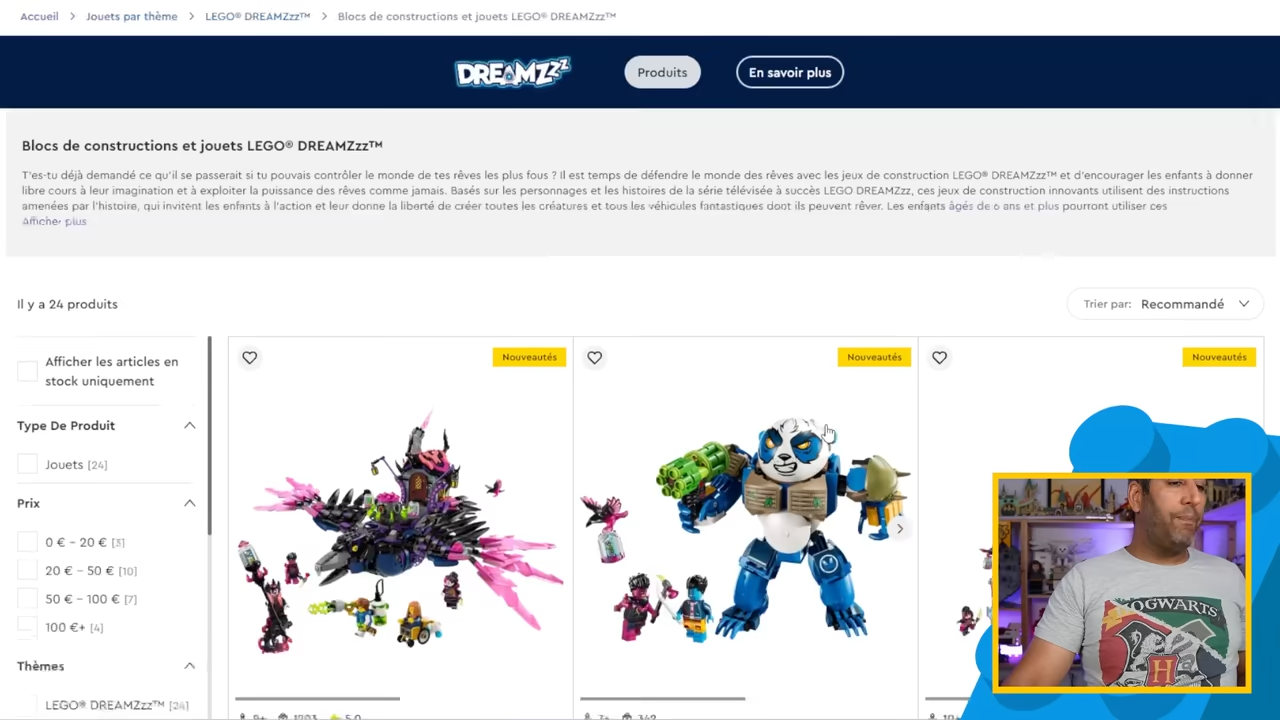 Accueil > Jouets par thème > LEGO® DREAMZzz™ > Blocs de constructions et jouets LEGO® DREAMZzz™
DREAMZzz Produits En savoir plus
Blocs de constructions et jouets LEGO® DREAMZzz™
T'es-tu déjà demandé ce qu'il se passerait si tu pouvais contrôler le monde de tes rêves les plus fous ? Il est temps de défendre le monde des rêves avec les jeux de construction LEGO® DREAMZzz™ et d'encourager les enfants à donner
libre cours à leur imagination et à exploiter la puissance des rêves comme jamais. Basés sur les personnages et les histoires de la série télévisée à succès LEGO DREAMZzz, ces jeux de construction innovants utilisent des instructions
amenées par l'histoire, qui invitent les enfants à l'action et leur donne la liberté de créer toutes les créatures et tous les véhicules fantastiques dont ils peuvent rêver. Les enfants âgés de 6 ans et plus pourront utiliser ces
Afficher plus
Il y a 24 produits
Trier par: Recommandé
Afficher les articles en
stock uniquement
Type De Produit
Jouets [24]
Prix
0 € - 20 € [3]
20 € - 50 € [10]
50 € - 100 € [7]
100 €+ [4]
Thèmes
LEGO® DREAMZzz™ [24]
Nouveautés
Nouveautés
Nouveautés
9+ 1203 5.0
7+ 342
10+
HOGWARTS
H